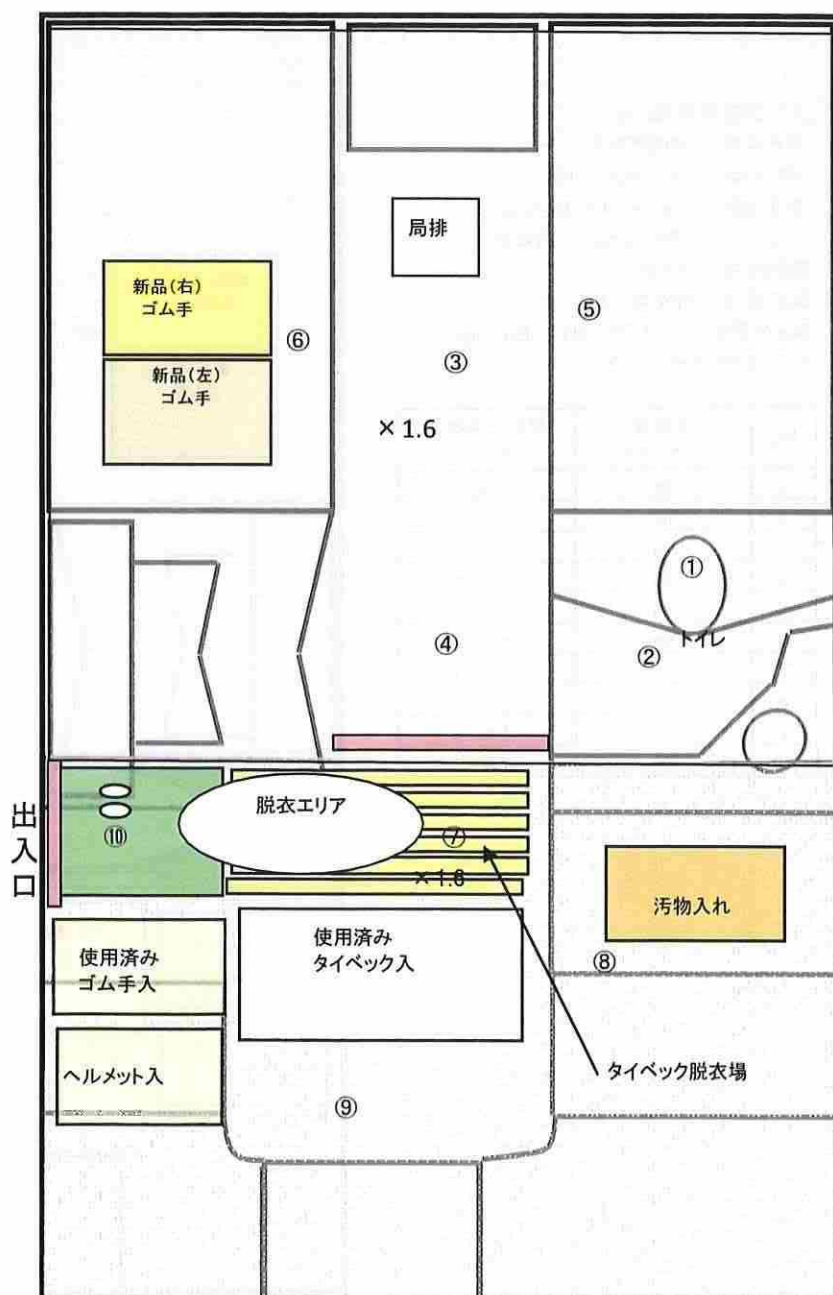 局排
新品(右)
ゴム手
⑤
⑥
新品(左)
ゴム手
③
×1.6
①
トイレ
④
②
出入口
脱衣エリア
⑩
⑦
×1.6
汚物入れ
使用済み
ゴム手入
使用済み
タイベック入
⑧
ヘルメット入
タイベック脱衣場
⑨